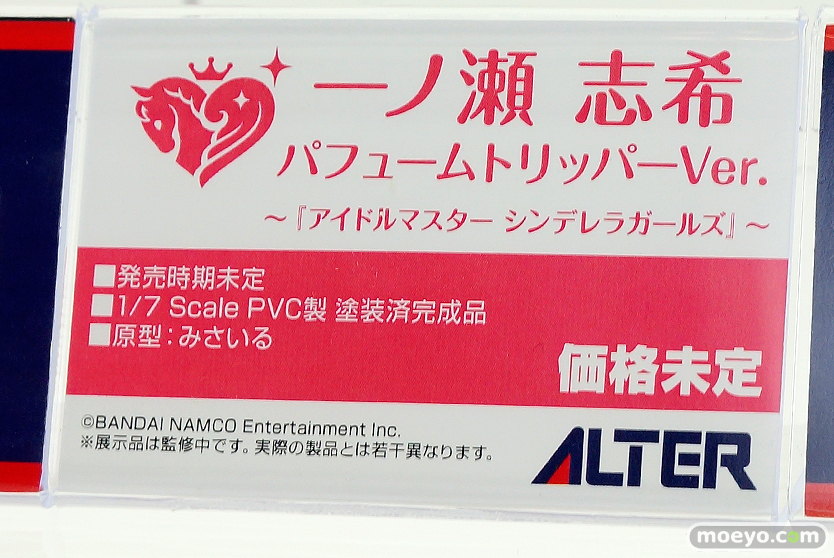 一ノ瀬 志希
パフュームトリッパーVer.
～『アイドルマスター シンデレラガールズ』～
■発売時期未定
■1/7 Scale PVC製 塗装済完成品
■原型：みさいる
価格未定
©BANDAI NAMCO Entertainment Inc.
※展示品は監修中です。実際の製品とは若干異なります。
ALTER
moeyo.com